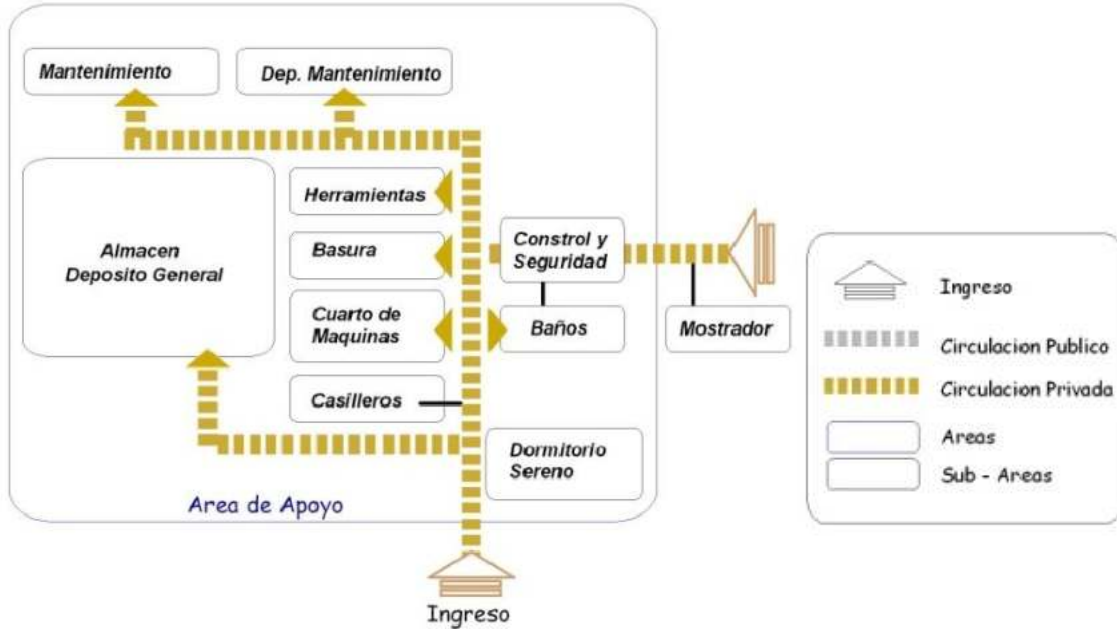 Mantenimiento
Dep. Mantenimiento
Herramientas
Almacen
Deposito General
Basura
Constrol y
Seguridad
Cuarto de
Maquinas
Baños
Mostrador
Casilleros
Dormitorio
Sereno
Area de Apoyo
Ingreso
Ingreso
Circulacion Publico
Circulacion Privada
Areas
Sub - Areas